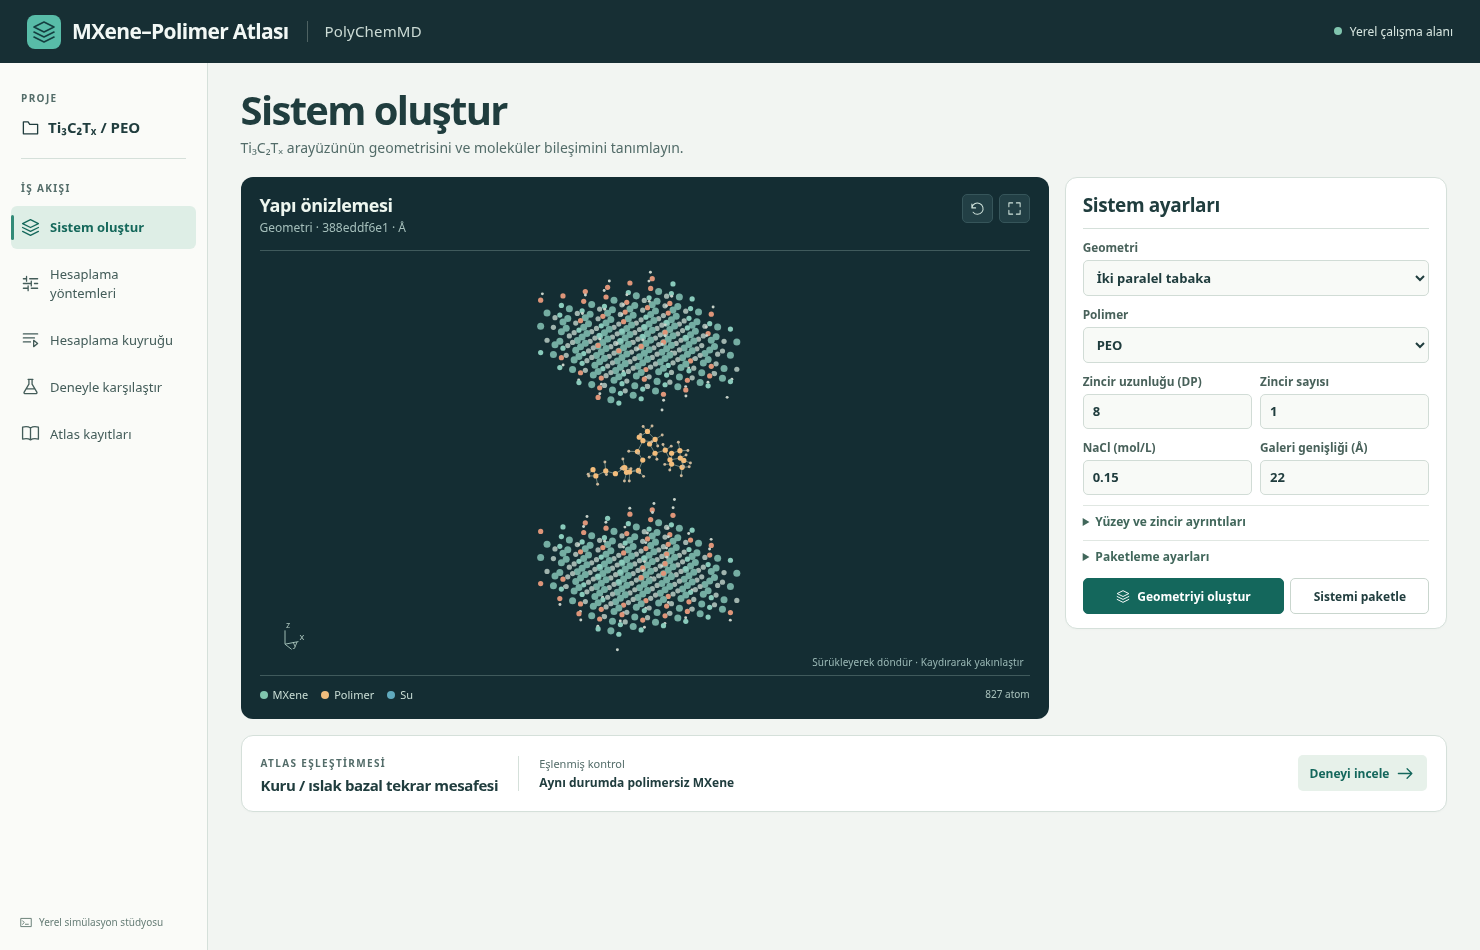 MXene–Polimer Atlası
PolyChemMD
Yerel çalışma alanı
PROJE
Ti₃C₂Tₓ / PEO
İŞ AKIŞI
Sistem oluştur
Hesaplama
yöntemleri
Hesaplama kuyruğu
Deneyle karşılaştır
Atlas kayıtları
Yerel simülasyon stüdyosu
Sistem oluştur
Ti₃C₂Tₓ arayüzünün geometrisini ve moleküler bileşimini tanımlayın.
Yapı önizlemesi
Geometri · 388eddf6e1 · Å
z
x
y
Sürükleyerek döndür · Kaydırarak yakınlaştır
MXene
Polimer
Su
827 atom
Sistem ayarları
Geometri
İki paralel tabaka
Polimer
PEO
Zincir uzunluğu (DP)
Zincir sayısı
8
1
NaCl (mol/L)
Galeri genişliği (Å)
0.15
22
Yüzey ve zincir ayrıntıları
Paketleme ayarları
Geometriyi oluştur
Sistemi paketle
ATLAS EŞLEŞTİRMESİ
Kuru / ıslak bazal tekrar mesafesi
Eşlenmiş kontrol
Aynı durumda polimersiz MXene
Deneyi incele